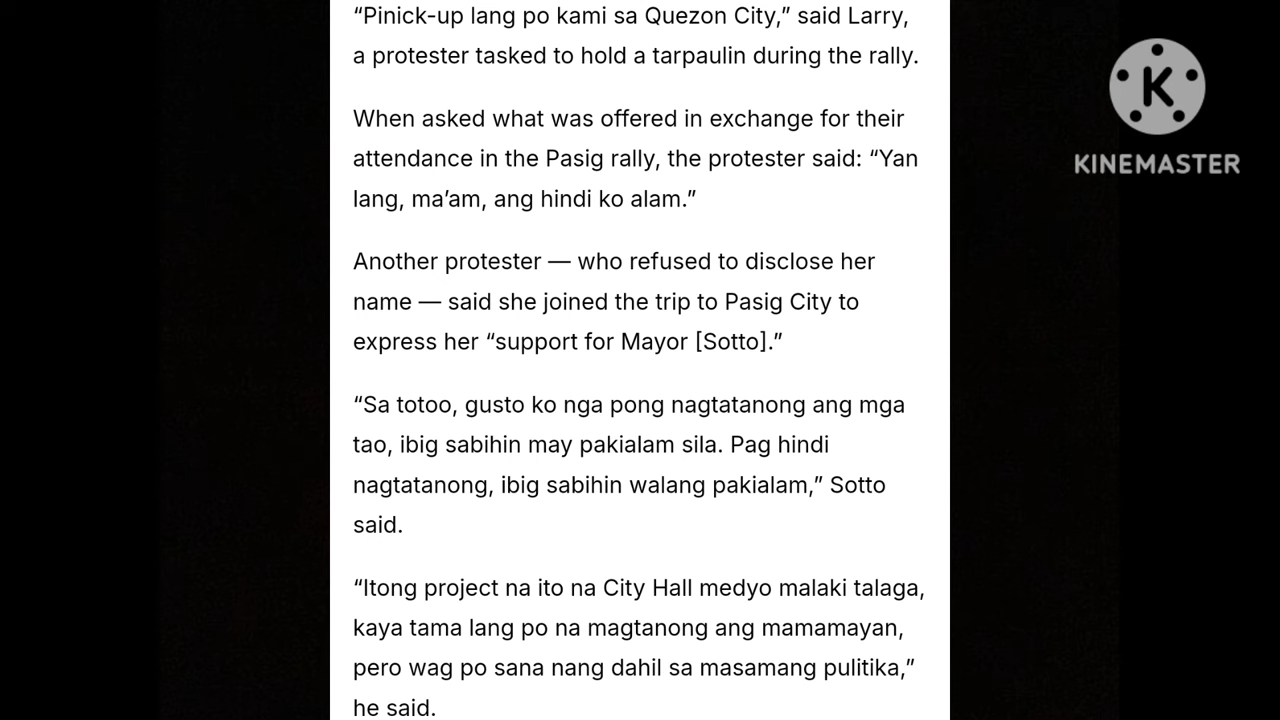 “Pinick-up lang po kami sa Quezon City,” said Larry,
a protester tasked to hold a tarpaulin during the rally.
When asked what was offered in exchange for their
attendance in the Pasig rally, the protester said: “Yan
lang, ma’am, ang hindi ko alam.”
Another protester — who refused to disclose her
name — said she joined the trip to Pasig City to
express her “support for Mayor [Sotto].”
“Sa totoo, gusto ko nga pong nagtatanong ang mga
tao, ibig sabihin may pakialam sila. Pag hindi
nagtatanong, ibig sabihin walang pakialam,” Sotto
said.
“Itong project na ito na City Hall medyo malaki talaga,
kaya tama lang po na magtanong ang mamamayan,
pero wag po sana nang dahil sa masamang pulitika,”
he said.
K
KINEMASTER